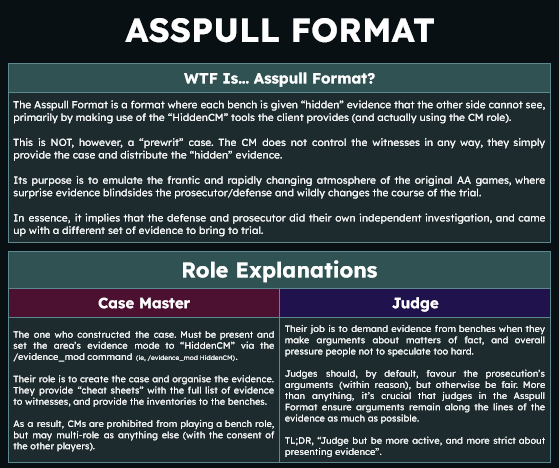 ASSPULL FORMAT
WTF Is... Asspull Format?
The Asspull Format is a format where each bench is given "hidden" evidence that the other side cannot see,
primarily by making use of the "HiddenCM" tools the client provides (and actually using the CM role).
This is NOT, however, a "prewrit" case. The CM does not control the witnesses in any way, they simply
provide the case and distribute the "hidden" evidence.
Its purpose is to emulate the frantic and rapidly changing atmosphere of the original AA games, where
surprise evidence blindsides the prosecutor/defense and wildly changes the course of the trial.
In essence, it implies that the defense and prosecutor did their own independent investigation, and came
up with a different set of evidence to bring to trial.
Role Explanations
Case Master
The one who constructed the case. Must be present and
set the area's evidence mode to "HiddenCM" via the
/evidence_mod command (ie, /evidence_mod HiddenCM).
Their role is to create the case and organise the evidence.
They provide "cheat sheets" with the full list of evidence
to witnesses, and provide the inventories to the benches.
As a result, CMs are prohibited from playing a bench role,
but may multi-role as anything else (with the consent of
the other players).
Judge
Their job is to demand evidence from benches when they
make arguments about matters of fact, and overall
pressure people not to speculate too hard.
Judges should, by default, favour the prosecution's
arguments (within reason), but otherwise be fair. More
than anything, it's crucial that judges in the Asspull
Format ensure arguments remain along the lines of the
evidence as much as possible.
TL;DR, "Judge but be more active, and more strict about
presenting evidence".